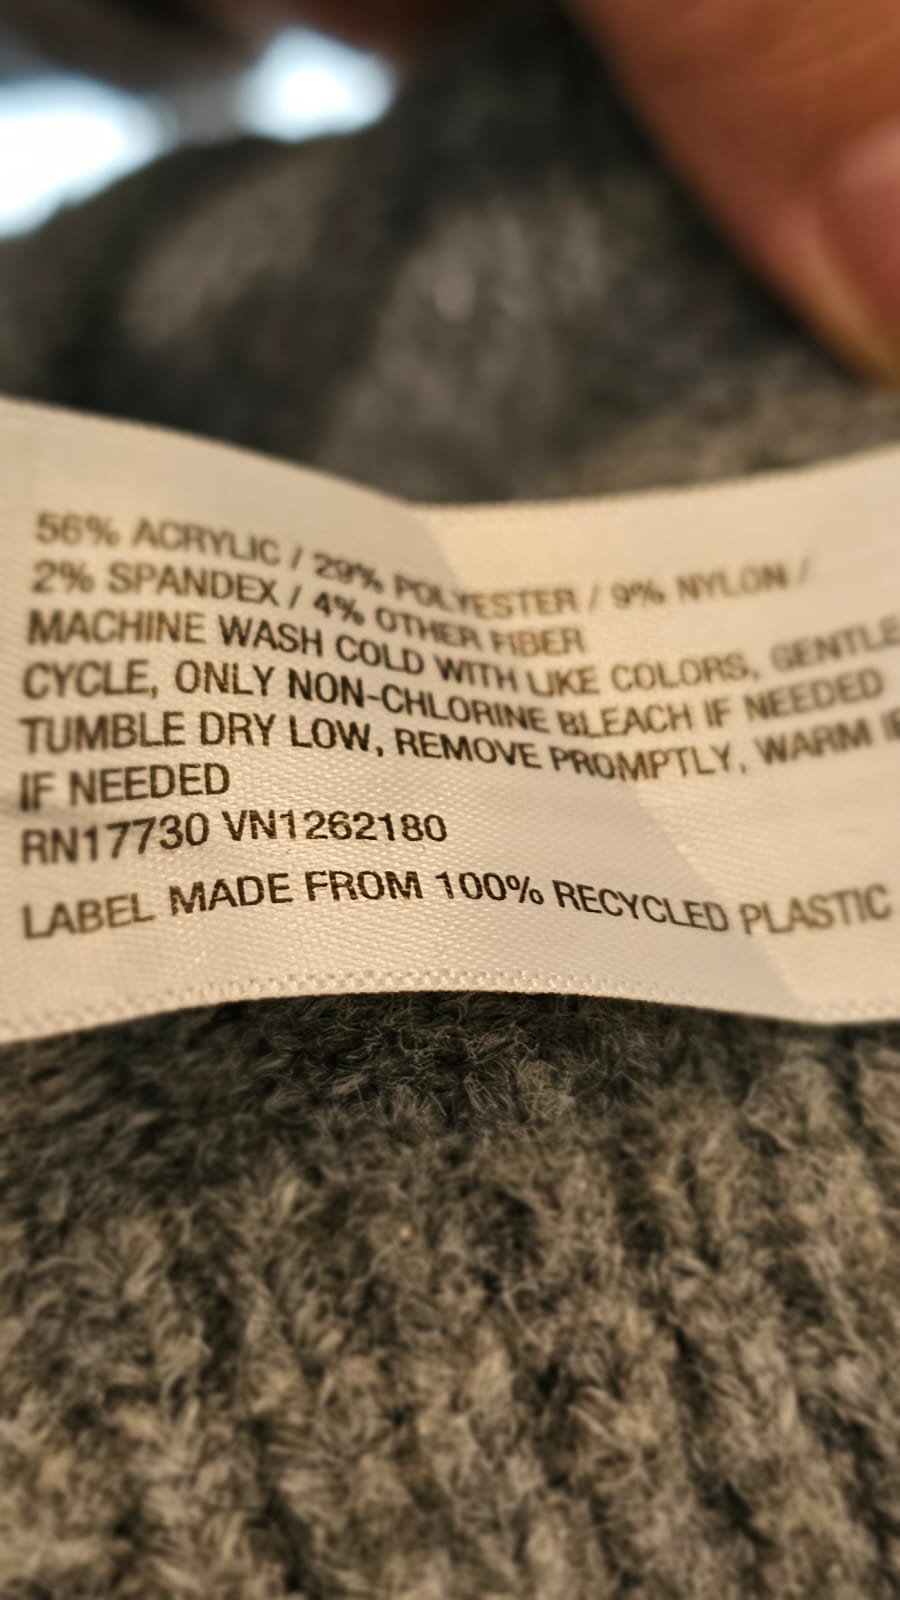 56% ACRYLIC / 29% POLYESTER / 9% NYLON /
2% SPANDEX / 4% OTHER FIBER
MACHINE WASH COLD WITH LIKE COLORS, GENTLE
CYCLE, ONLY NON-CHLORINE BLEACH IF NEEDED
TUMBLE DRY LOW, REMOVE PROMPTLY, WARM
IF NEEDED
RN17730 VN1262180
LABEL MADE FROM 100% RECYCLED PLASTIC